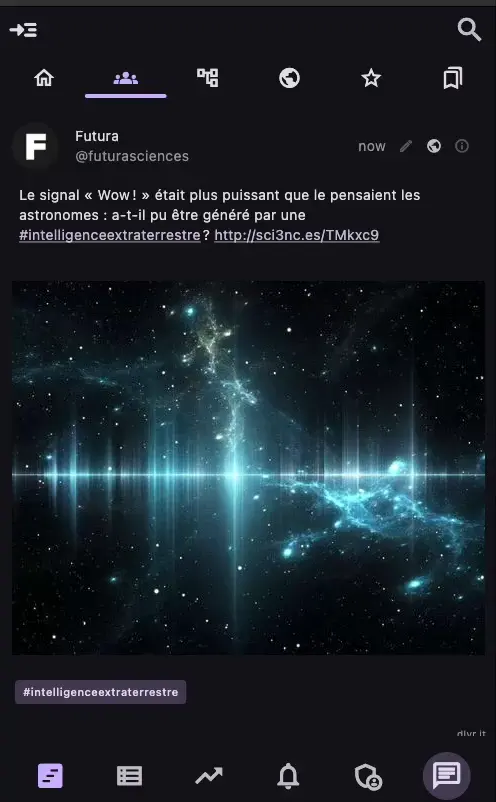 F
Futura
@futurasciences
now
Le signal « Wow ! » était plus puissant que le pensaient les
astronomes : a-t-il pu être généré par une
#intelligenceextraterrestre ? http://sci3nc.es/TMkxc9
#intelligenceextraterrestre
dlvr.it